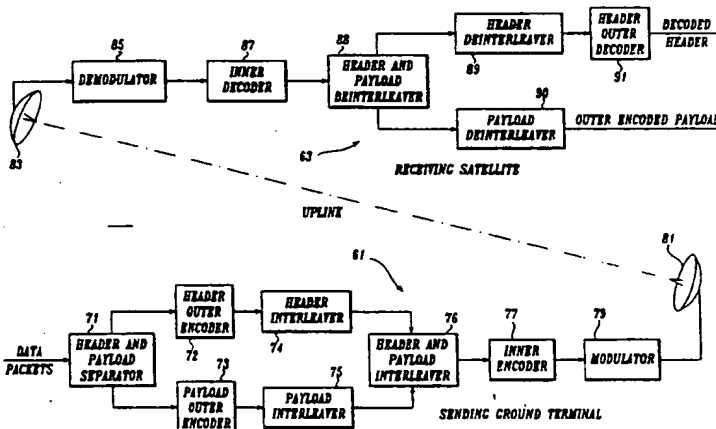 85
DEMODULATOR
87
INNER
DECODER
88
HEADER AND
PAYLOAD
BEINTERLEAVER
HEADER
DEINTERLEAVER
89
HEADER
OUTER
DECODER
91
DECODED
HEADER
90
PAYLOAD
DEINTERLEAVER
OUTER ENCODED PAYLOAD
83
63
RECEIVING SATELLITE
UPLINK
81
61
DATA
PACKETS
71
HEADER AND
PAYLOAD
SEPARATOR
HEADER
OUTER
ENCODER
72
HEADER
INTERLEAVER
74
73
PAYLOAD
OUTER
ENCODER
75
PAYLOAD
INTERLEAVER
76
HEADER AND
PAYLOAD
INTERLEAVER
77
INNER
ENCODER
79
MODULATOR
SENDING GROUND TERMINAL